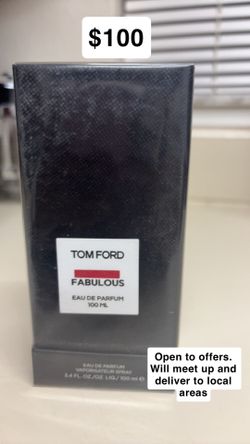 $100
TOM FORD
FABULOUS
EAU DE PARFUM
100 ML
EAU DE PARFUM
VAPORISATEUR SPRAY
3.4 FL.OZ/OZ LIQ/100 ml ℮
Open to offers.
Will meet up and
deliver to local
areas